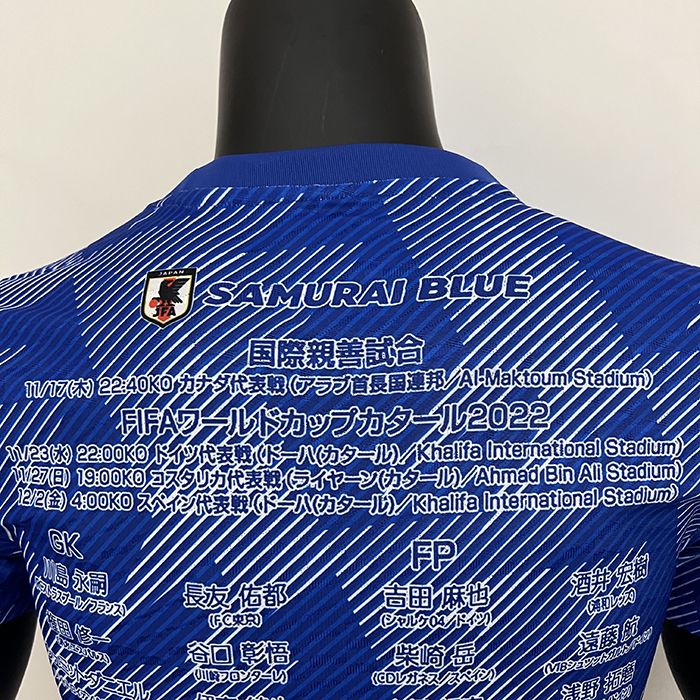 JAPAN
JFA
SAMURAI BLUE
国際親善試合
11/17(木) 22:40KO カナダ代表戦(アラブ首長国連邦/Al-Maktoum Stadium)
FIFAワールドカップカタール2022
11/23(水) 22:00KO ドイツ代表戦(ドーハ(カタール)/Khalifa International Stadium)
11/27(日) 19:00KO コスタリカ代表戦(ライヤーン(カタール)/Ahmad Bin Ali Stadium)
12/2(金) 4:00KO スペイン代表戦(ドーハ(カタール)/Khalifa International Stadium)
GK FP
川島 永嗣 長友 佑都 吉田 麻也 酒井 宏樹
(FC東京) (シャルケ04/ドイツ) (浦和レッズ)
修一 谷口 彰悟 柴崎 岳 遠藤 航
(川崎フロンターレ) (CDレガネス/スペイン)
浅野 拓磨